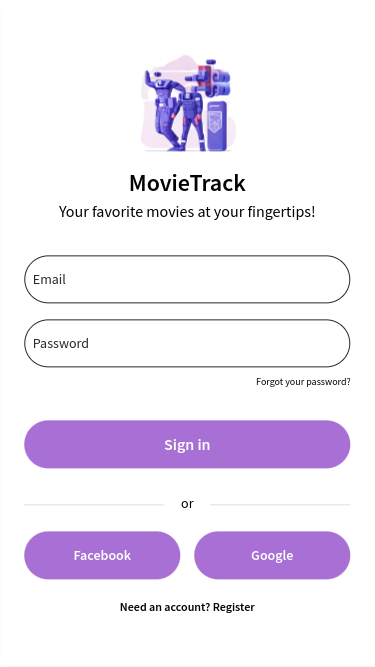 MovieTrack
Your favorite movies at your fingertips!
Email
Password
Forgot your password?
Sign in
or
Facebook
Google
Need an account? Register